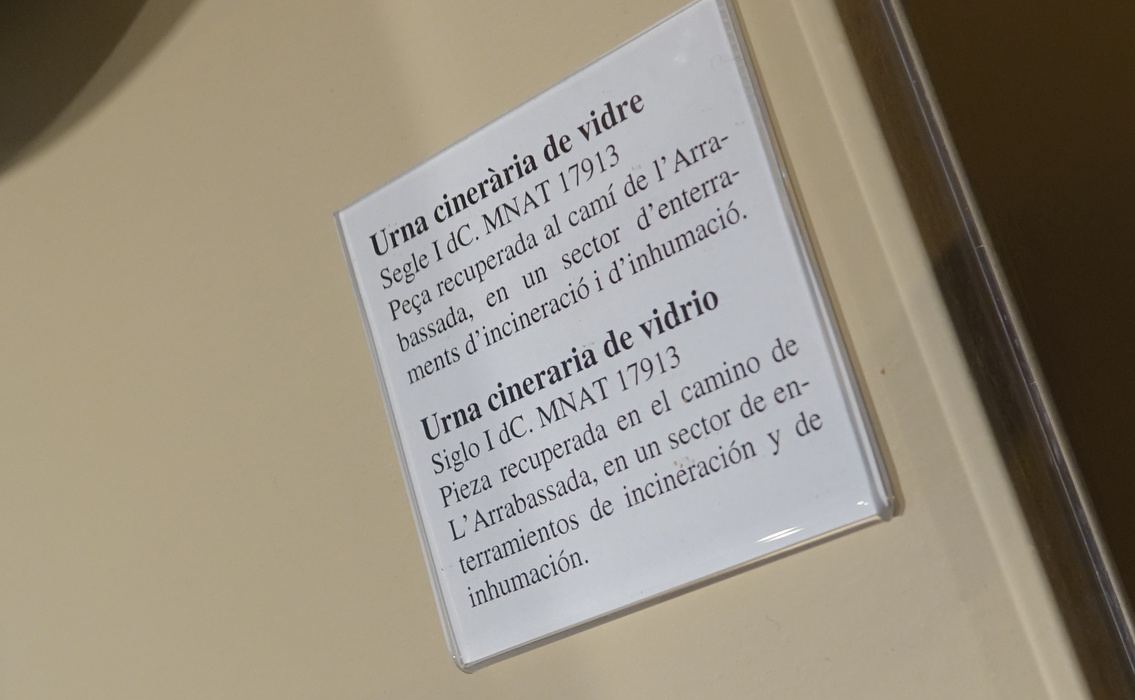 Urna cinerària de vidre
Segle I dC. MNAT 17913
Peça recuperada al camí de l’Arra-
bassada, en un sector d’enterra-
ments d’incineració i d’inhumació.
Urna cineraria de vidrio
Siglo I dC. MNAT 17913
Pieza recuperada en el camino de
L’Arrabassada, en un sector de en-
terramientos de incineración y de
inhumación.